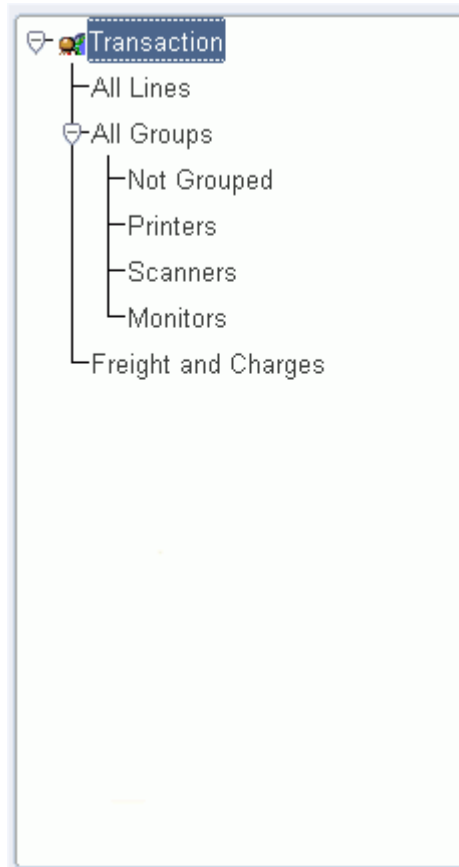 Transaction
All Lines
All Groups
Not Grouped
Printers
Scanners
Monitors
Freight and Charges